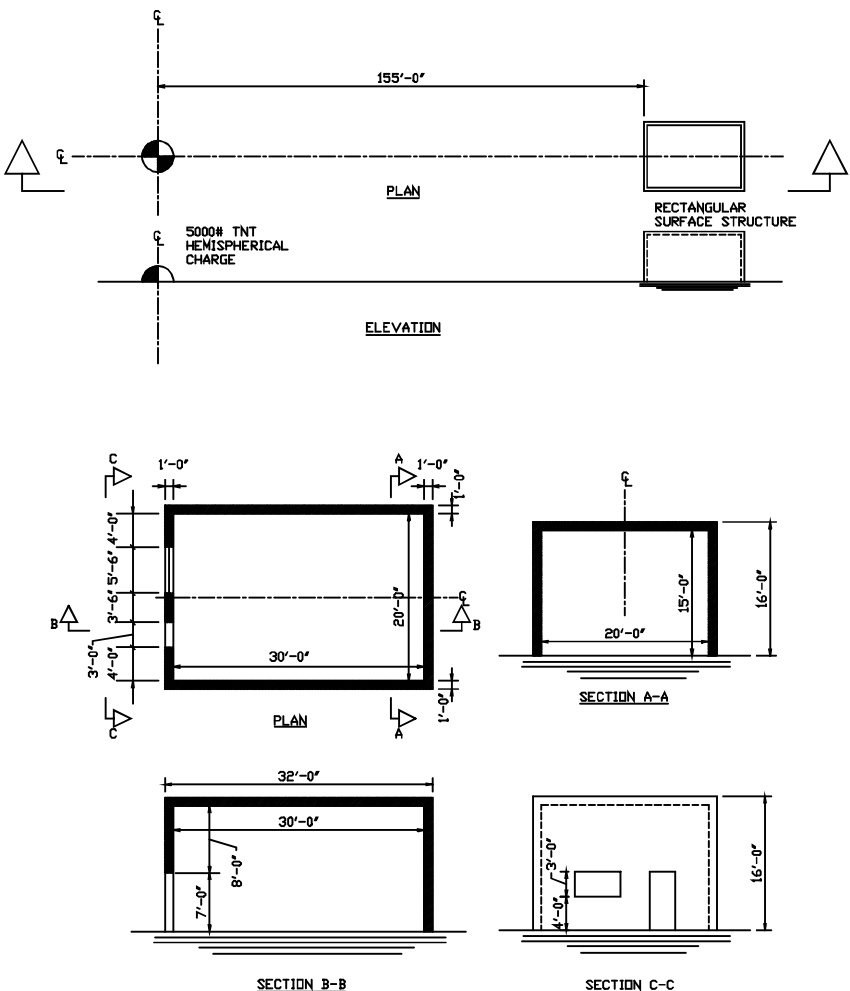 ℄
155'-0"
℄
PLAN
RECTANGULAR
SURFACE STRUCTURE
℄
5000# TNT
HEMISPHERICAL
CHARGE
ELEVATION
C
1'-0"
A
1'-0"
1'-0"
4'-0"
5'-6"
3'-6"
3'-0"
4'-0"
B
20'-0"
℄
B
30'-0"
1'-0"
C
PLAN
A
℄
15'-0"
16'-0"
20'-0"
SECTION A-A
32'-0"
30'-0"
8'-0"
7'-0"
SECTION B-B
3'-0"
4'-0"
16'-0"
SECTION C-C